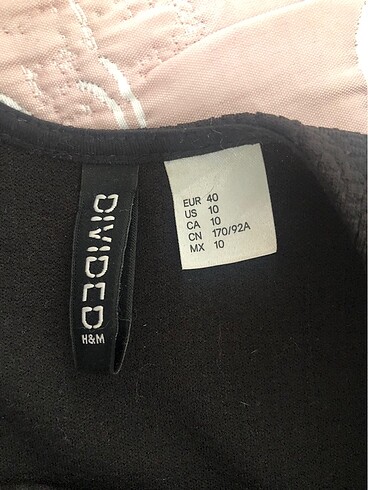 DIVIDED
H&M
EUR 40
US 10
CA 10
CN 170/92A
MX 10